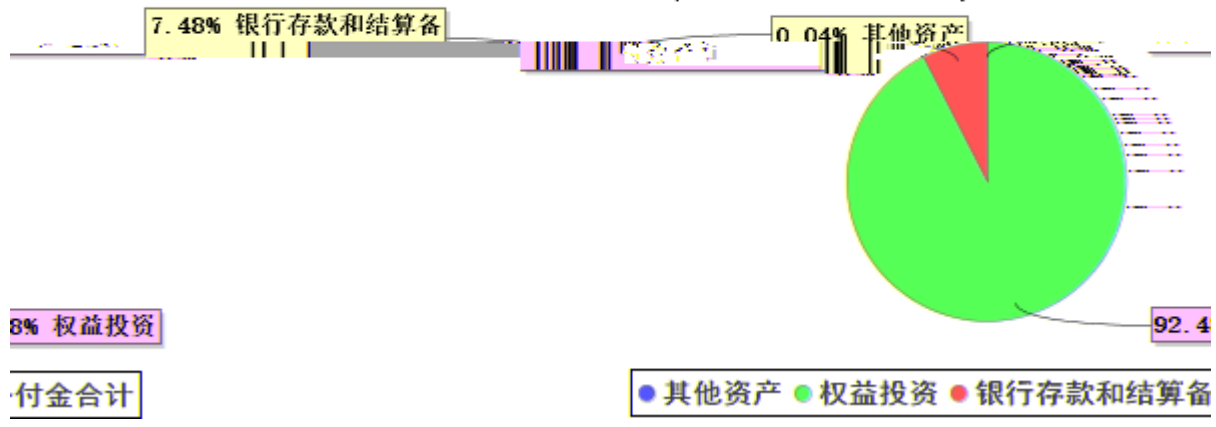 7.48% 银行存款和结算备
0.04% 其他资产
8% 权益投资
92.4
付金合计
其他资产 权益投资 银行存款和结算备